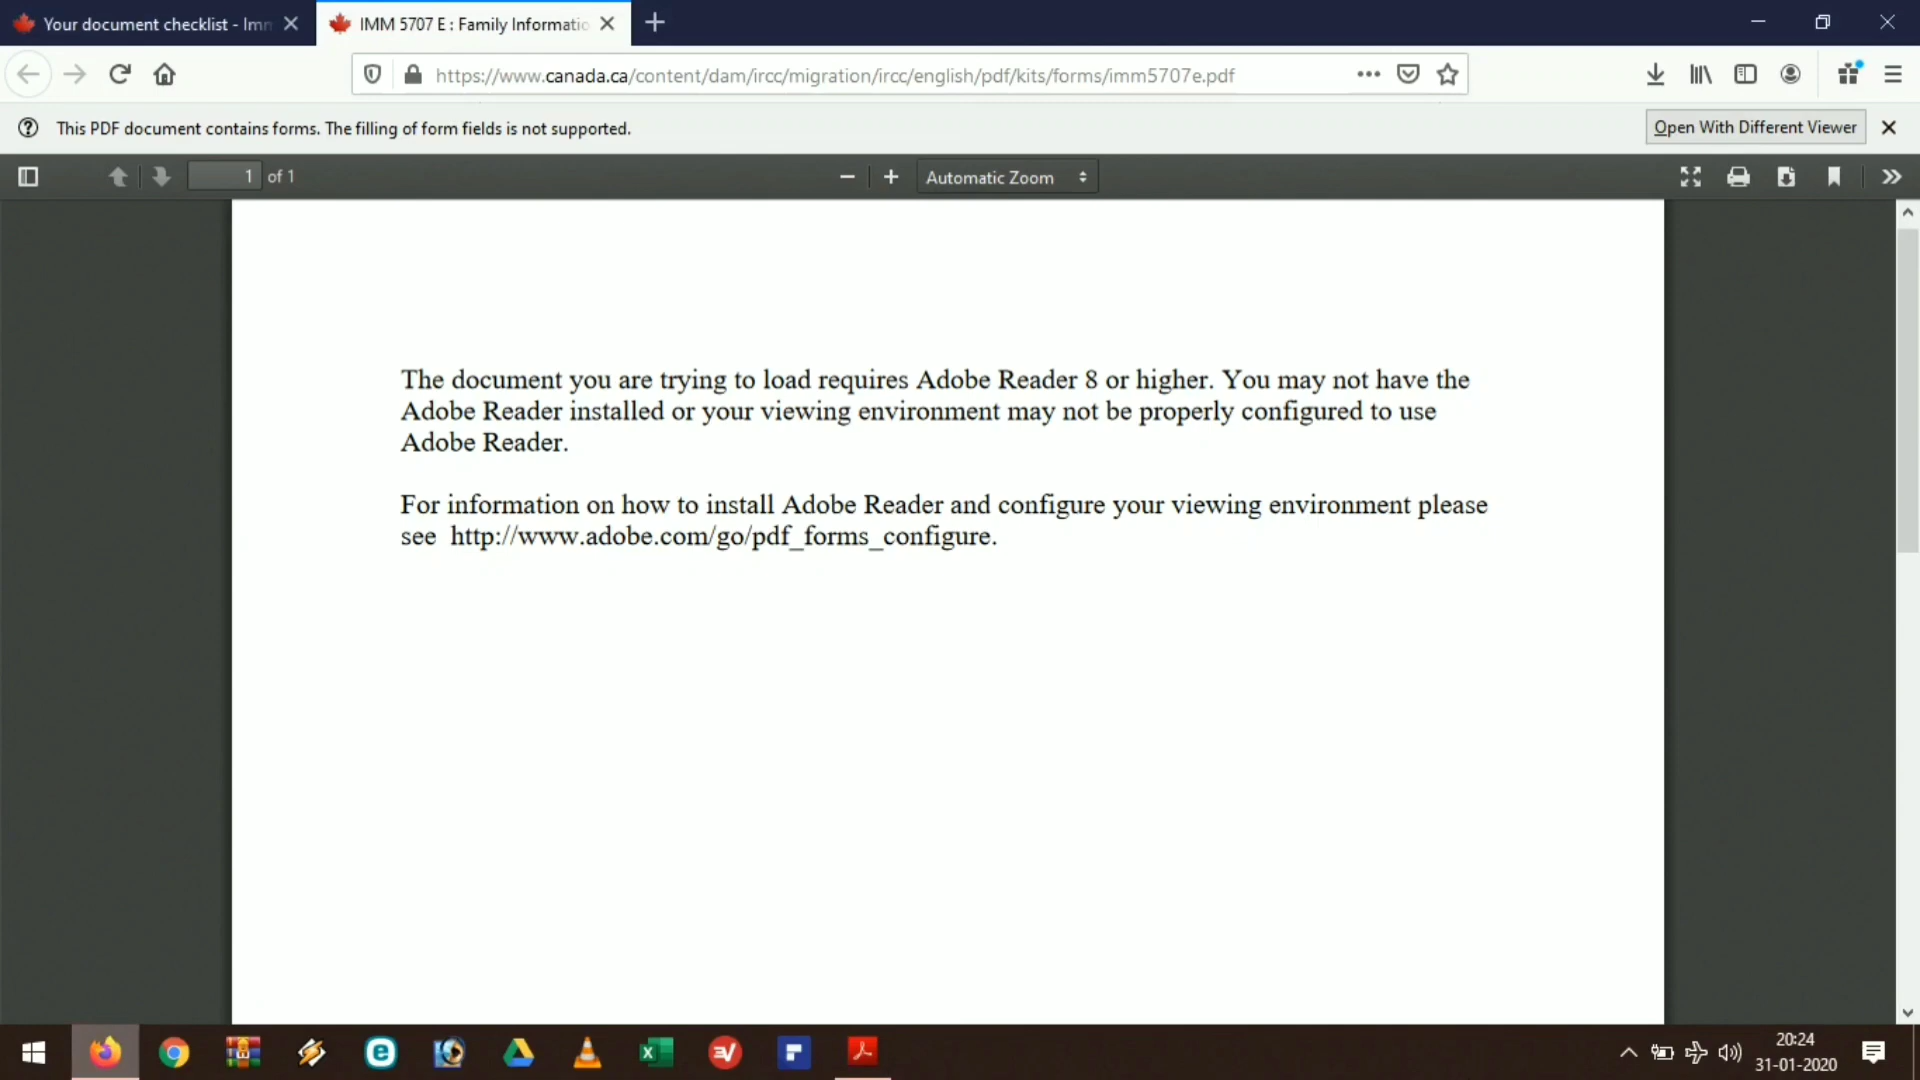 Your document checklist - Imm
IMM 5707 E : Family Informatio
https://www.canada.ca/content/dam/ircc/migration/ircc/english/pdf/kits/forms/imm5707e.pdf
This PDF document contains forms. The filling of form fields is not supported.
Open With Different Viewer
1 of 1
Automatic Zoom
The document you are trying to load requires Adobe Reader 8 or higher. You may not have the
Adobe Reader installed or your viewing environment may not be properly configured to use
Adobe Reader.
For information on how to install Adobe Reader and configure your viewing environment please
see http://www.adobe.com/go/pdf_forms_configure.
20:24
31-01-2020